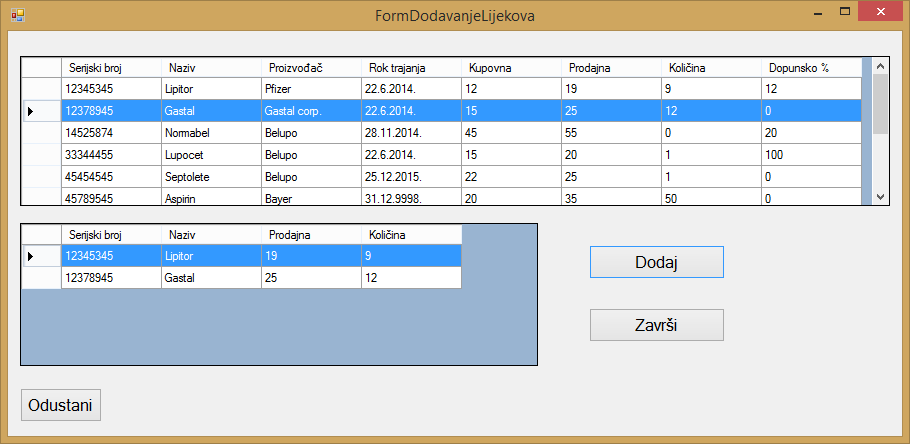 FormDodavanjeLijekova
Serijski broj Naziv Proizvođač Rok trajanja Kupovna Prodajna Količina Dopunsko %
12345345 Lipitor Pfizer 22.6.2014. 12 19 9 12
12378945 Gastal Gastal corp. 22.6.2014. 15 25 12 0
14525874 Normabel Belupo 28.11.2014. 45 55 0 20
33344455 Lupocet Belupo 22.6.2014. 15 20 1 100
45454545 Septolete Belupo 25.12.2015. 22 25 1 0
45789545 Aspirin Bayer 31.12.9998. 20 35 50 0
Serijski broj Naziv Prodajna Količina
12345345 Lipitor 19 9
12378945 Gastal 25 12
Dodaj
Završi
Odustani